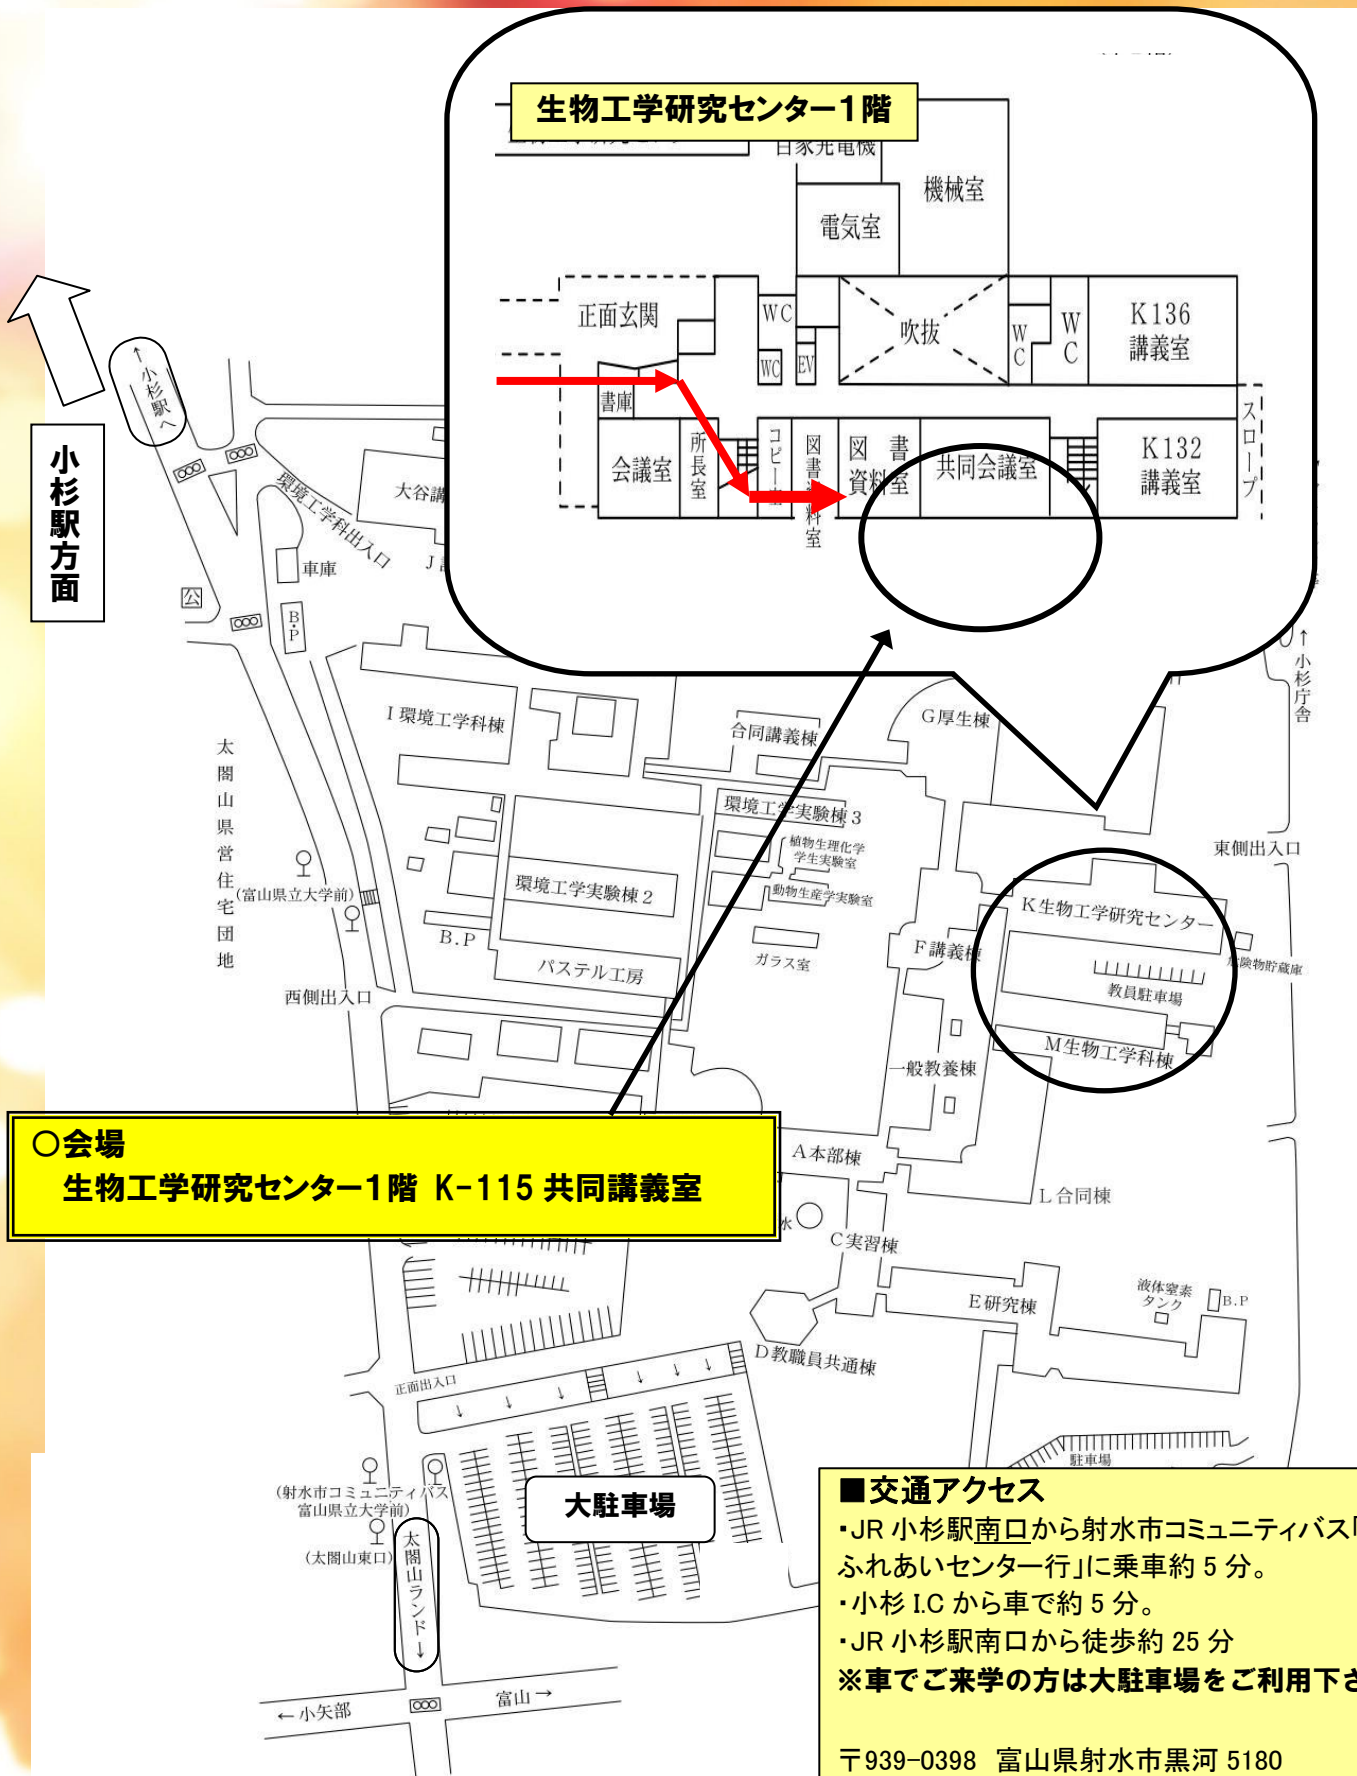 生物工学研究センター1階
自家発電機
機械室
電気室
正面玄関
WC
WC
EV
吹抜
WC
WC
K136
講義室
書庫
会議室
所長室
コピー室
図書資料室
図書
資料室
共同会議室
K132
講義室
スロープ
←小杉駅へ
小杉駅方面
環境工学科出入口
大谷講
車庫
公
B.P
↑小杉庁舎
I 環境工学科棟
合同講義棟
G厚生棟
太閤山県営住宅団地
環境工学実験棟3
植物生理化学
学生実験室
動物生産学実験室
東側出入口
(富山県立大学前)
環境工学実験棟2
B.P
パステル工房
ガラス室
F講義棟
K生物工学研究センター
危険物貯蔵庫
教員駐車場
西側出入口
一般教養棟
M生物工学科棟
○会場
生物工学研究センター1階 K-115 共同講義室
A本部棟
L合同棟
水
C実習棟
E研究棟
液体窒素
タンク
B.P
D教職員共通棟
正面出入口
駐車場
(射水市コミュニティバス
富山県立大学前)
(太閤山東口)
太閤山ランド→
大駐車場
←小矢部
富山→
■交通アクセス
・JR 小杉駅南口から射水市コミュニティバス「
ふれあいセンター行」に乗車約 5 分。
・小杉 I.C から車で約 5 分。
・JR 小杉駅南口から徒歩約 25 分
※車でご来学の方は大駐車場をご利用下さ
〒939-0398 富山県射水市黒河 5180